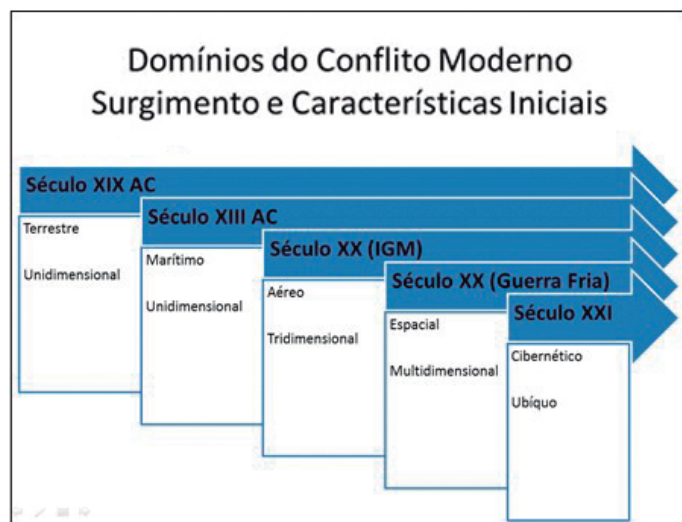 Domínios do Conflito Moderno
Surgimento e Características Iniciais
Século XIX AC
Terrestre
Unidimensional
Século XIII AC
Marítimo
Unidimensional
Século XX (IGM)
Aéreo
Tridimensional
Século XX (Guerra Fria)
Espacial
Multidimensional
Século XXI
Cibernético
Ubíquo